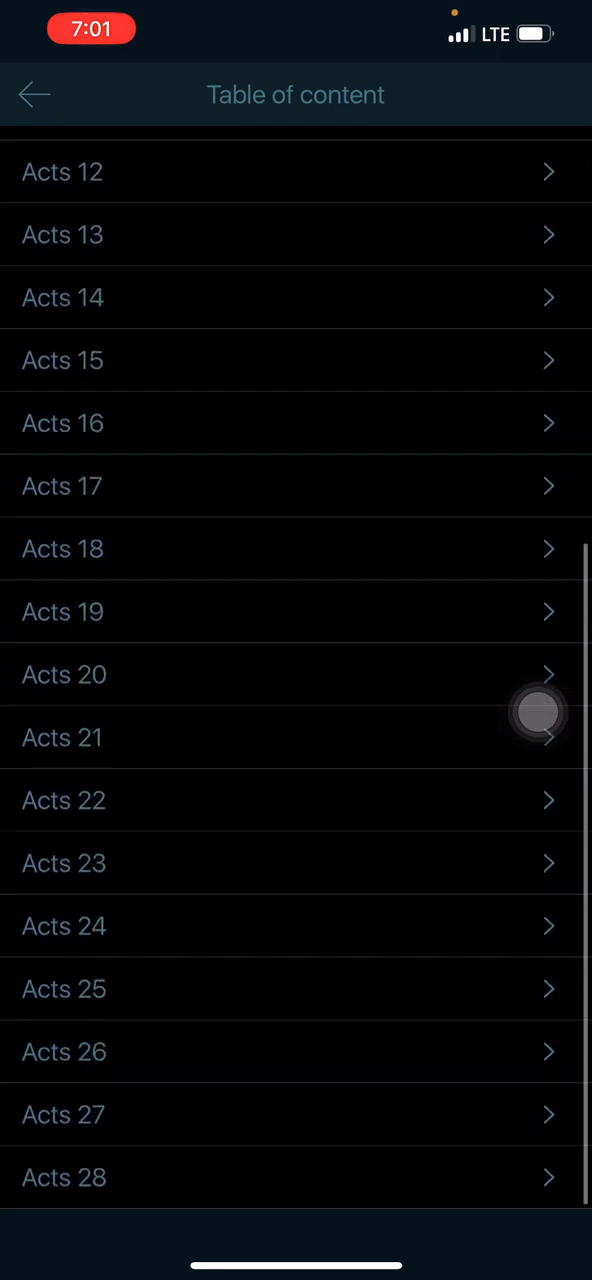 7:01
LTE
Table of content
Acts 12
Acts 13
Acts 14
Acts 15
Acts 16
Acts 17
Acts 18
Acts 19
Acts 20
Acts 21
Acts 22
Acts 23
Acts 24
Acts 25
Acts 26
Acts 27
Acts 28